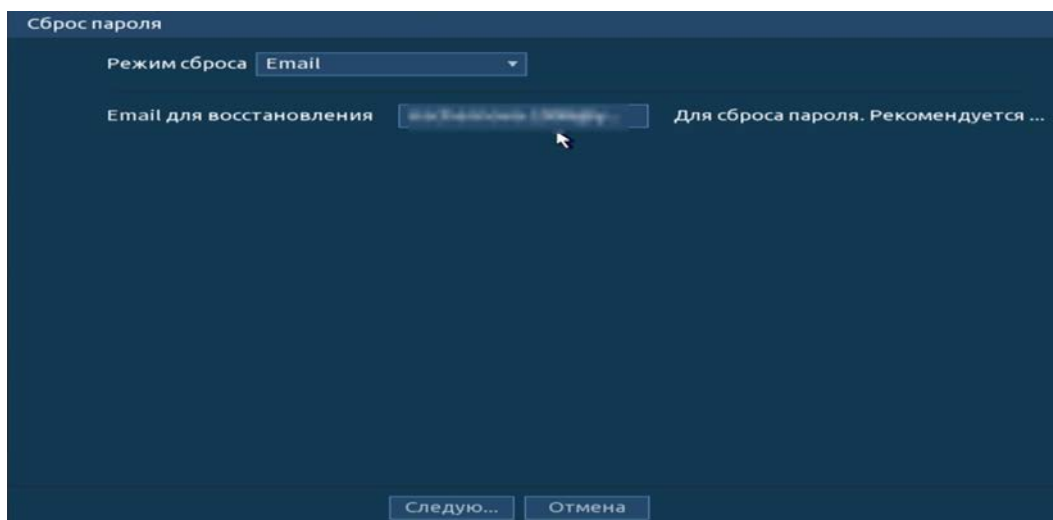 Сброс пароля
Режим сброса Email
Email для восстановления Для сброса пароля. Рекомендуется ...
Следую... Отмена